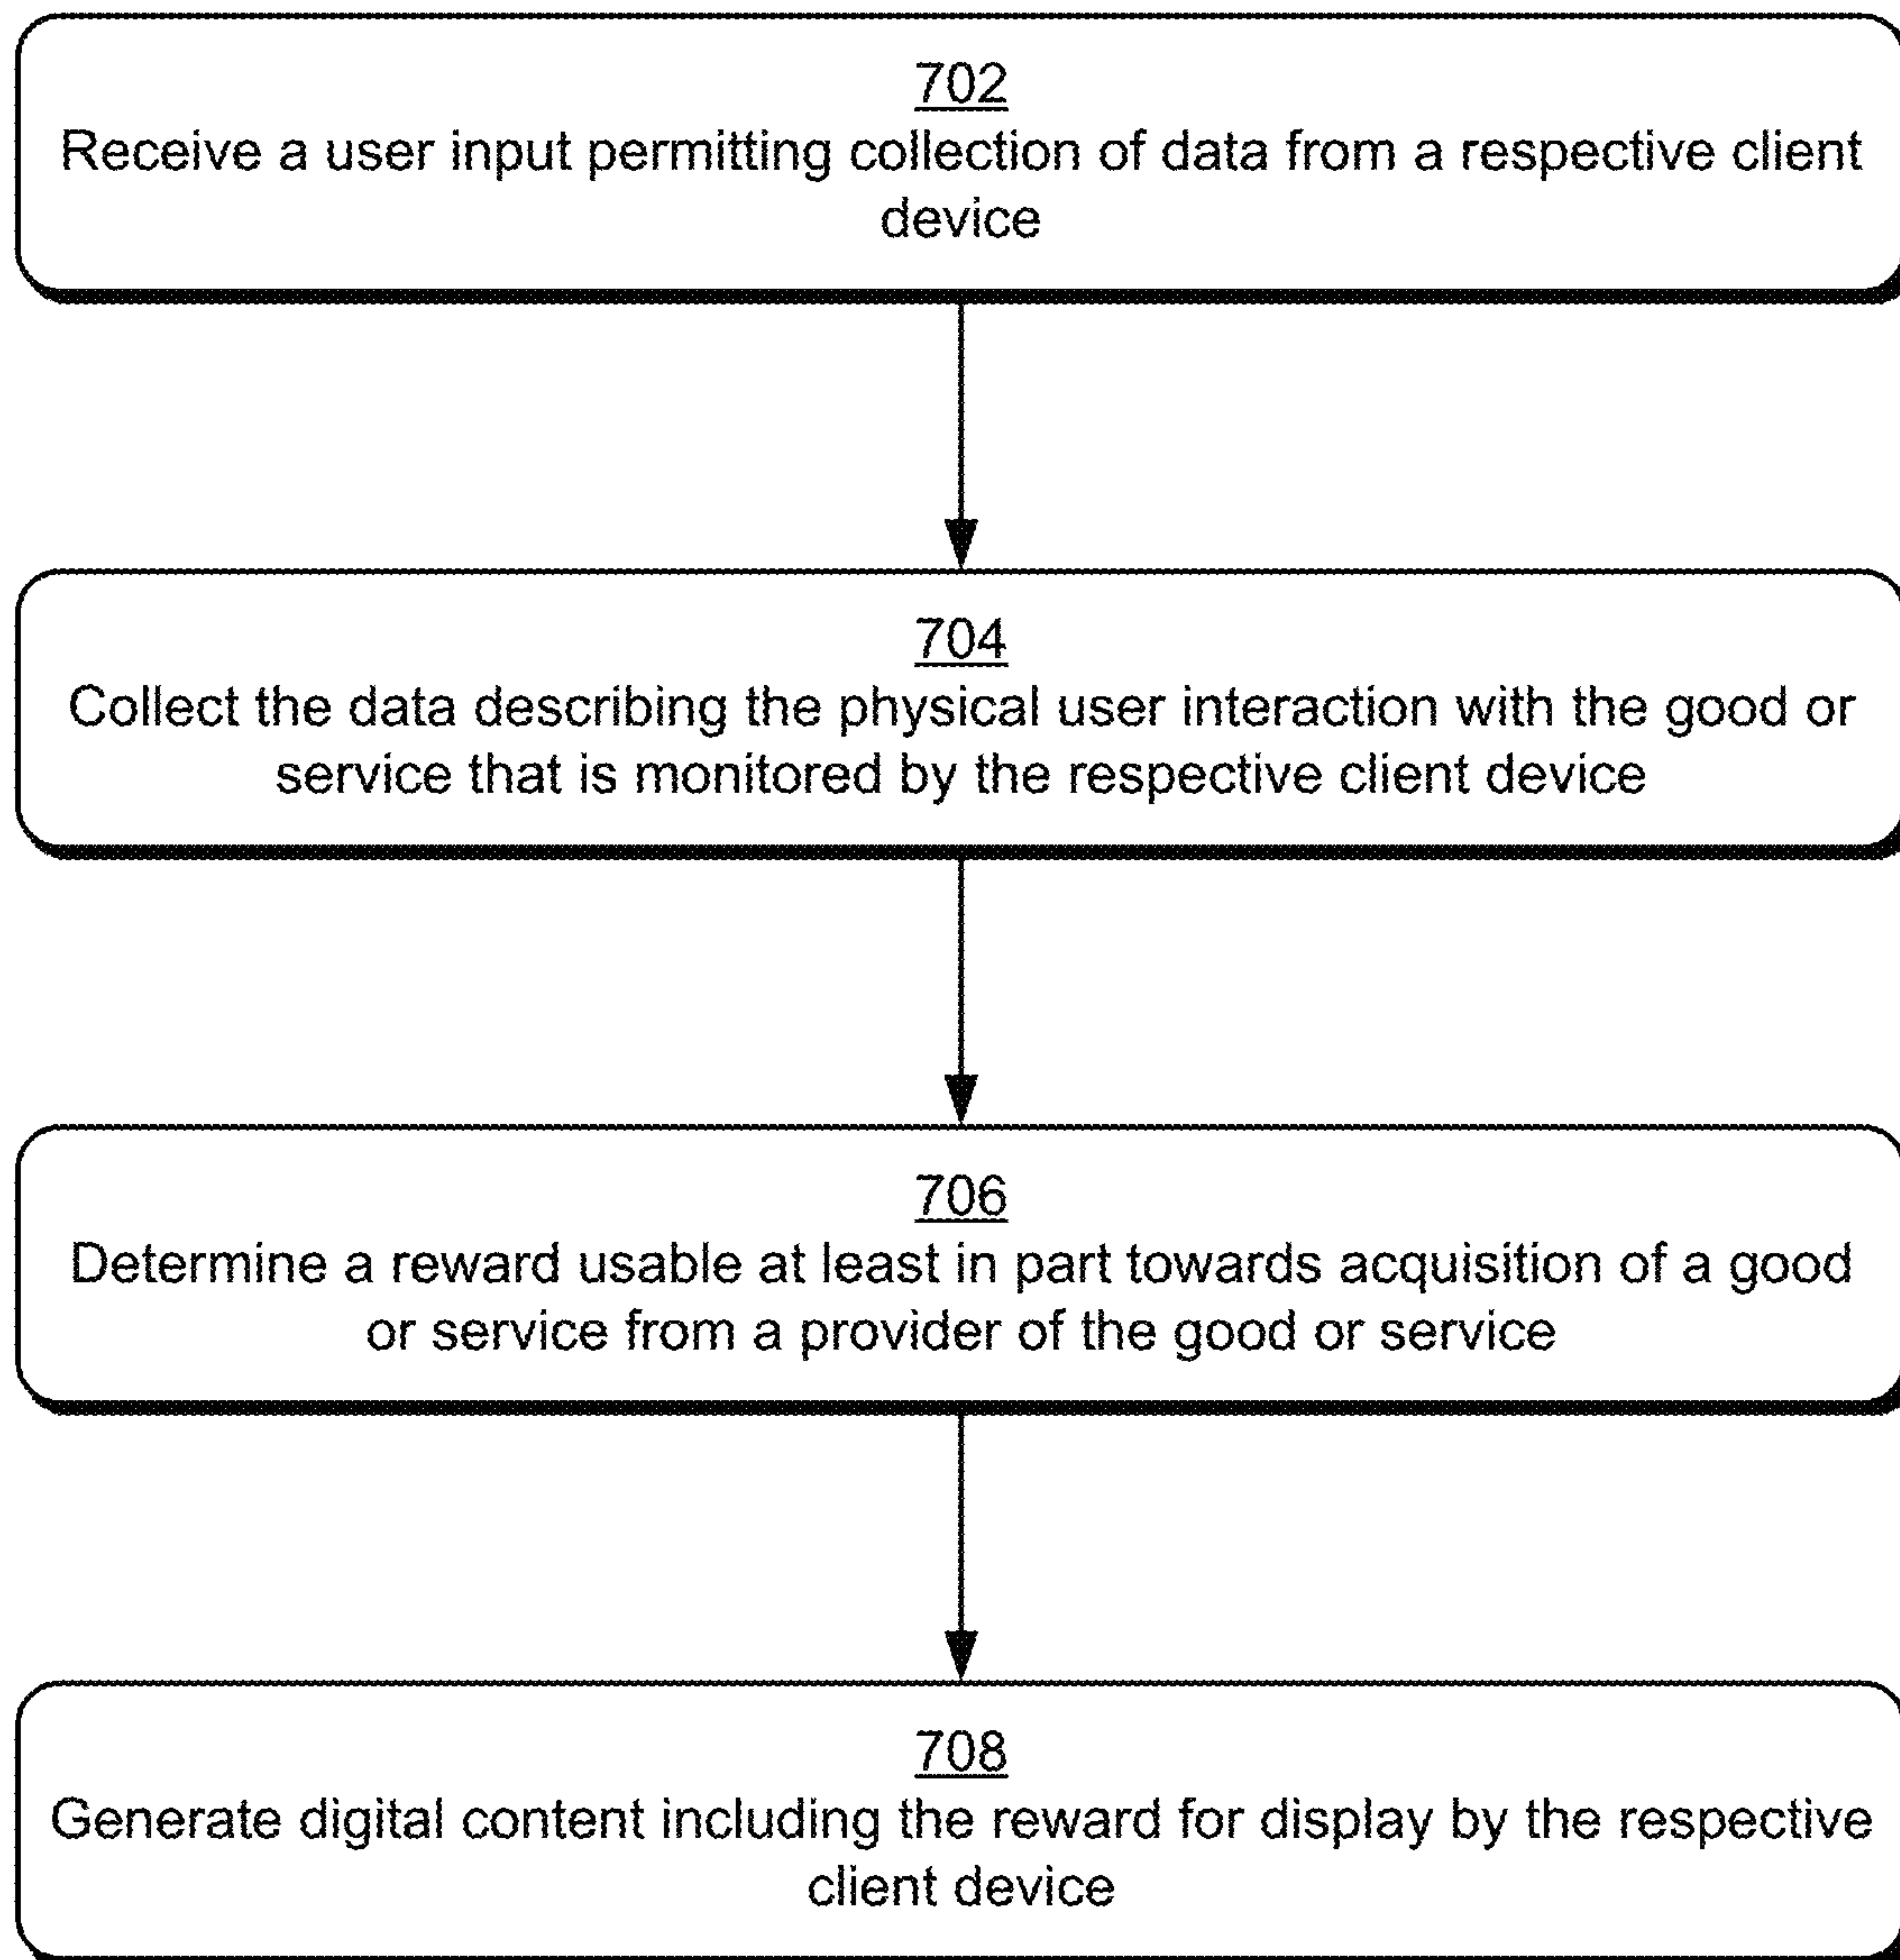 702
Receive a user input permitting collection of data from a respective client
device
704
Collect the data describing the physical user interaction with the good or
service that is monitored by the respective client device
706
Determine a reward usable at least in part towards acquisition of a good
or service from a provider of the good or service
708
Generate digital content including the reward for display by the respective
client device